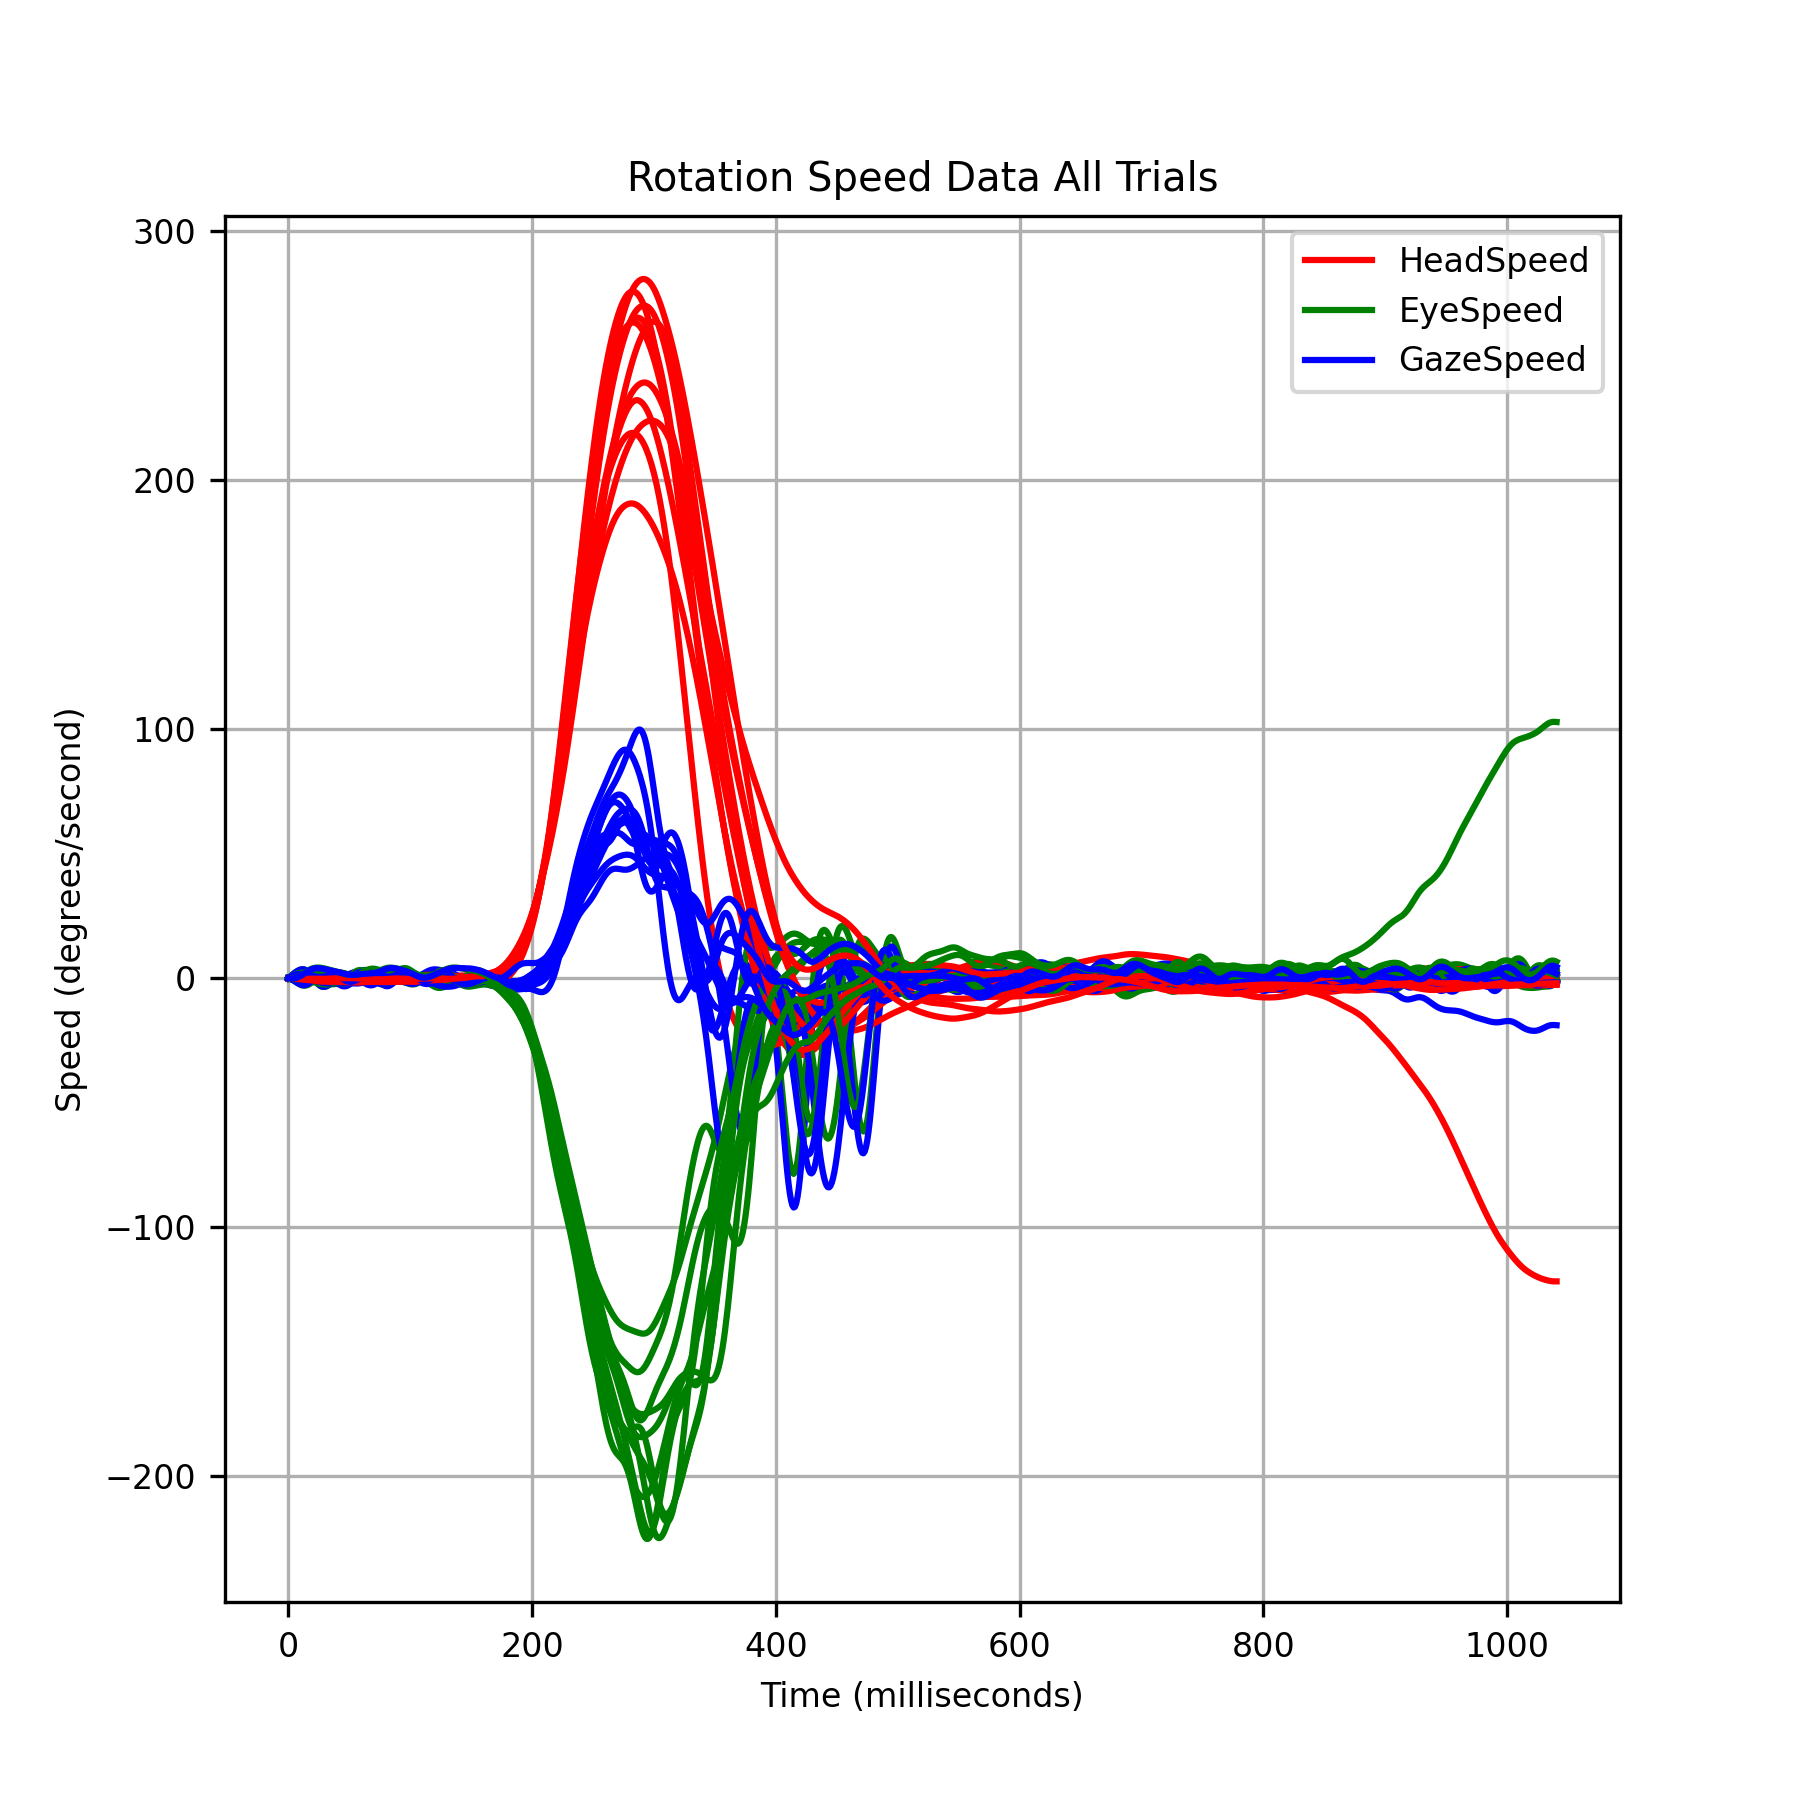 Rotation Speed Data All Trials
300
200
100
0
−100
−200
Speed (degrees/second)
HeadSpeed
EyeSpeed
GazeSpeed
0 200 400 600 800 1000
Time (milliseconds)